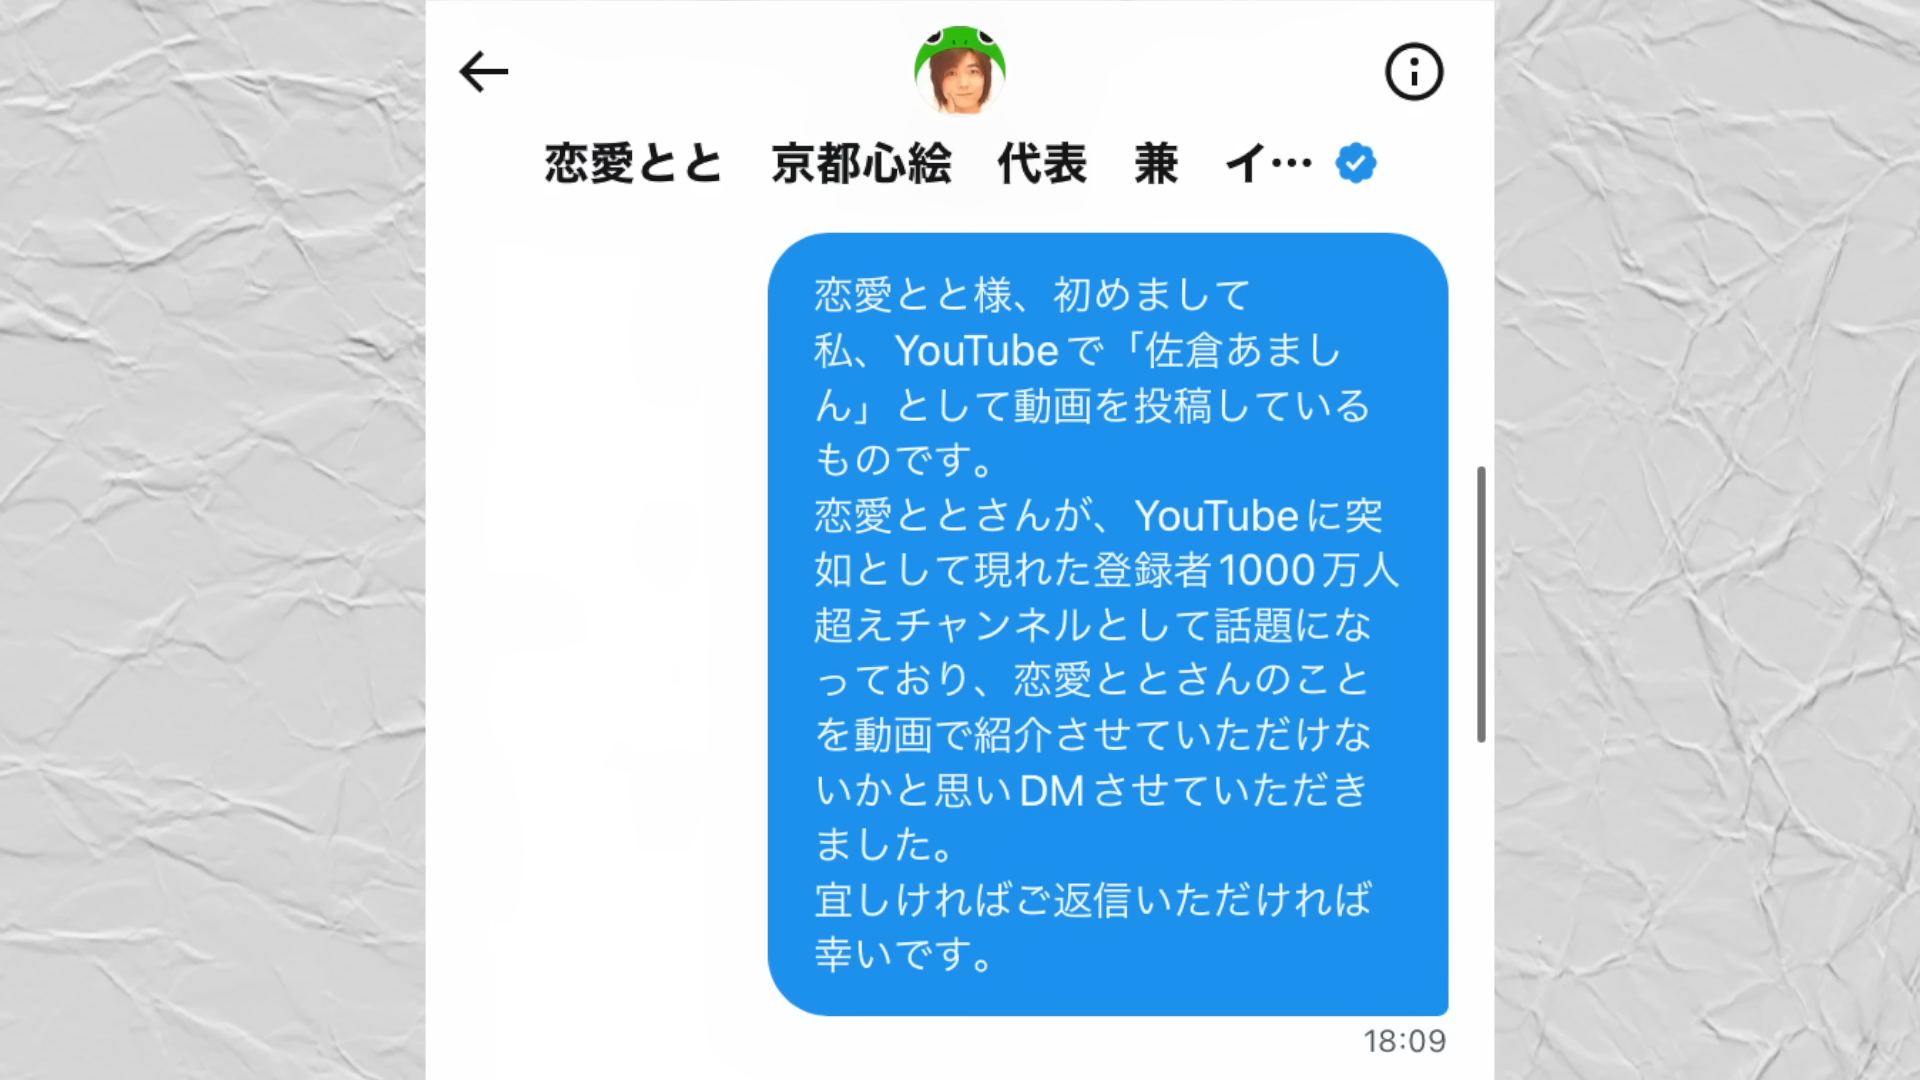 恋愛とと　京都心絵　代表　兼　イ…
恋愛とと様、初めまして
私、YouTubeで「佐倉あまし
ん」として動画を投稿している
ものです。
恋愛ととさんが、YouTubeに突
如として現れた登録者1000万人
超えチャンネルとして話題にな
っており、恋愛ととさんのこと
を動画で紹介させていただけな
いかと思いDMさせていただき
ました。
宜しければご返信いただければ
幸いです。
18:09